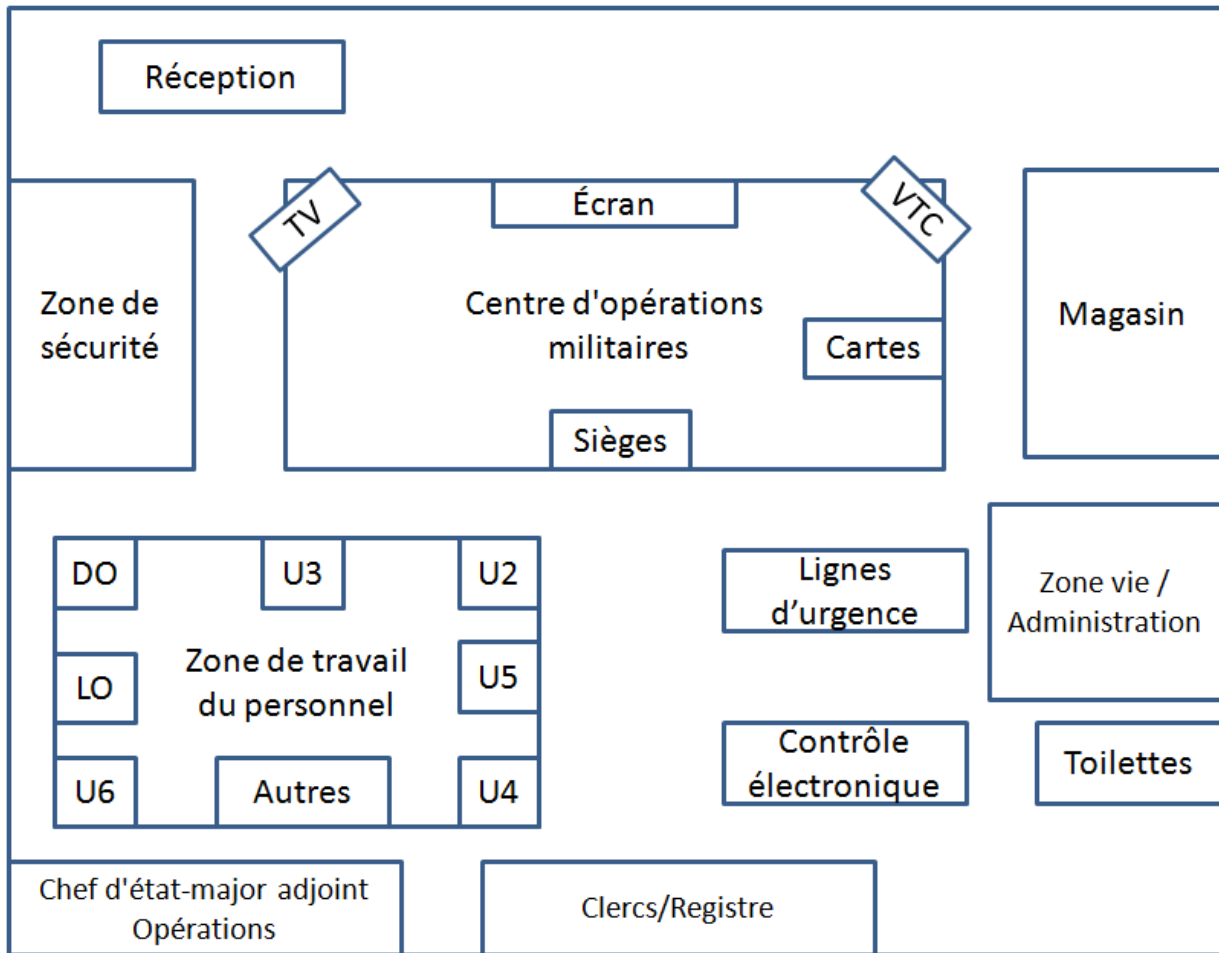 Réception
TV
Écran
VTC
Zone de
sécurité
Centre d'opérations
militaires
Cartes
Sièges
Magasin
DO
U3
U2
LO
Zone de travail
du personnel
U5
U6
Autres
U4
Lignes
d’urgence
Zone vie /
Administration
Contrôle
électronique
Toilettes
Chef d'état-major adjoint
Opérations
Clercs/Registre